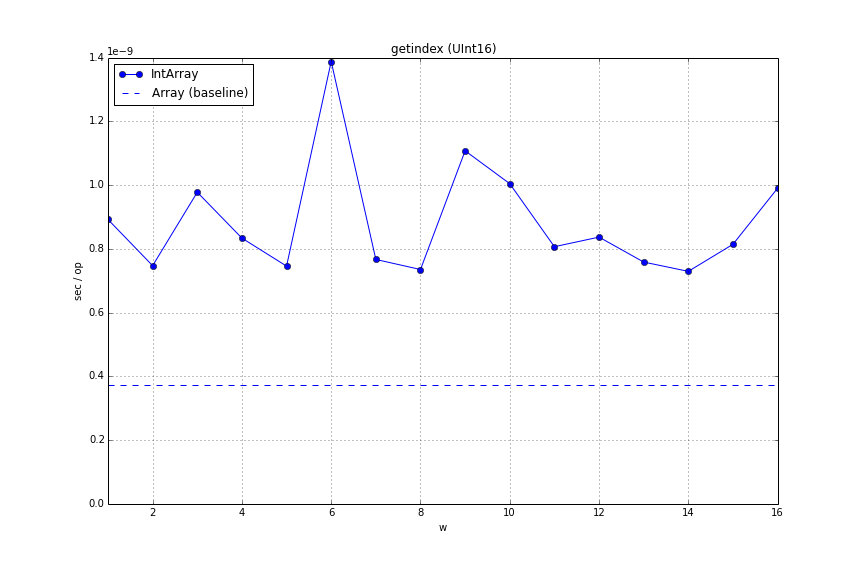 getindex (UInt16)
1e−9
IntArray
Array (baseline)
1.4
1.2
1.0
0.8
0.6
0.4
0.2
0.0
sec / op
2 4 6 8 10 12 14 16
w